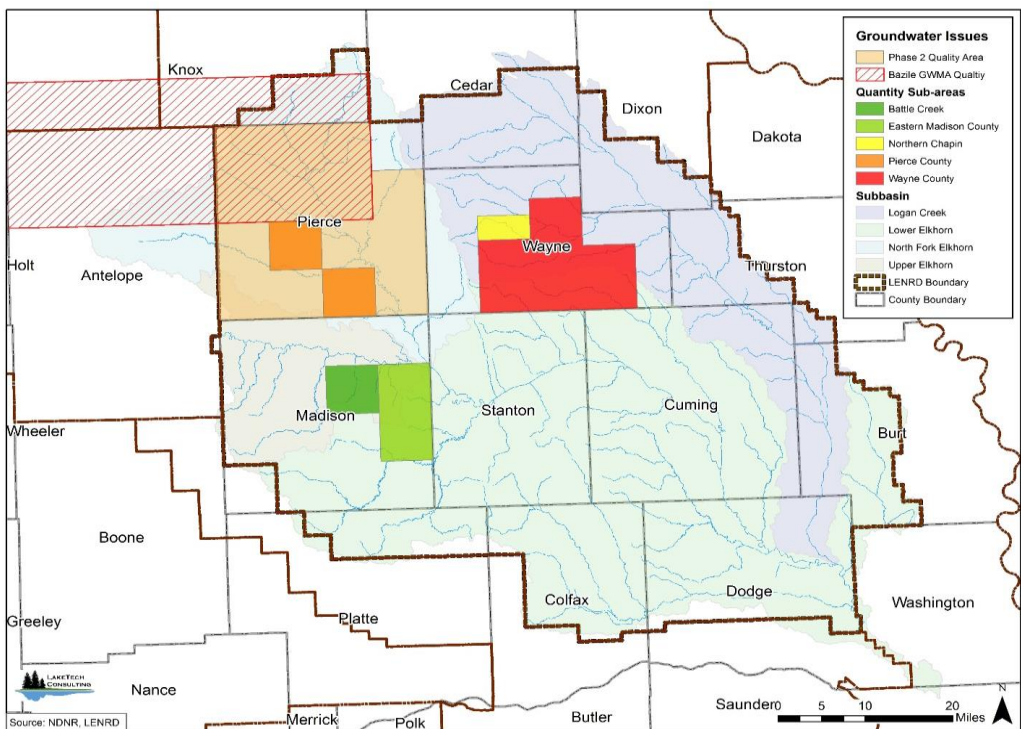 Groundwater Issues
Phase 2 Quality Area
Bazile GWMA Qualtiy
Quantity Sub-areas
Battle Creek
Eastern Madison County
Northern Chapin
Pierce County
Wayne County
Subbasin
Logan Creek
Lower Elkhorn
North Fork Elkhorn
Upper Elkhorn
LENRD Boundary
County Boundary
Knox
Cedar
Dixon
Dakota
Pierce
Wayne
Holt
Antelope
Thurston
Madison
Stanton
Cuming
Wheeler
Burt
Boone
Colfax
Dodge
Washington
Greeley
Platte
Nance
Merrick
Polk
Butler
Saunder
LAKETECH
CONSULTING
Source: NDNR, LENRD
0 5 10 20
Miles
N